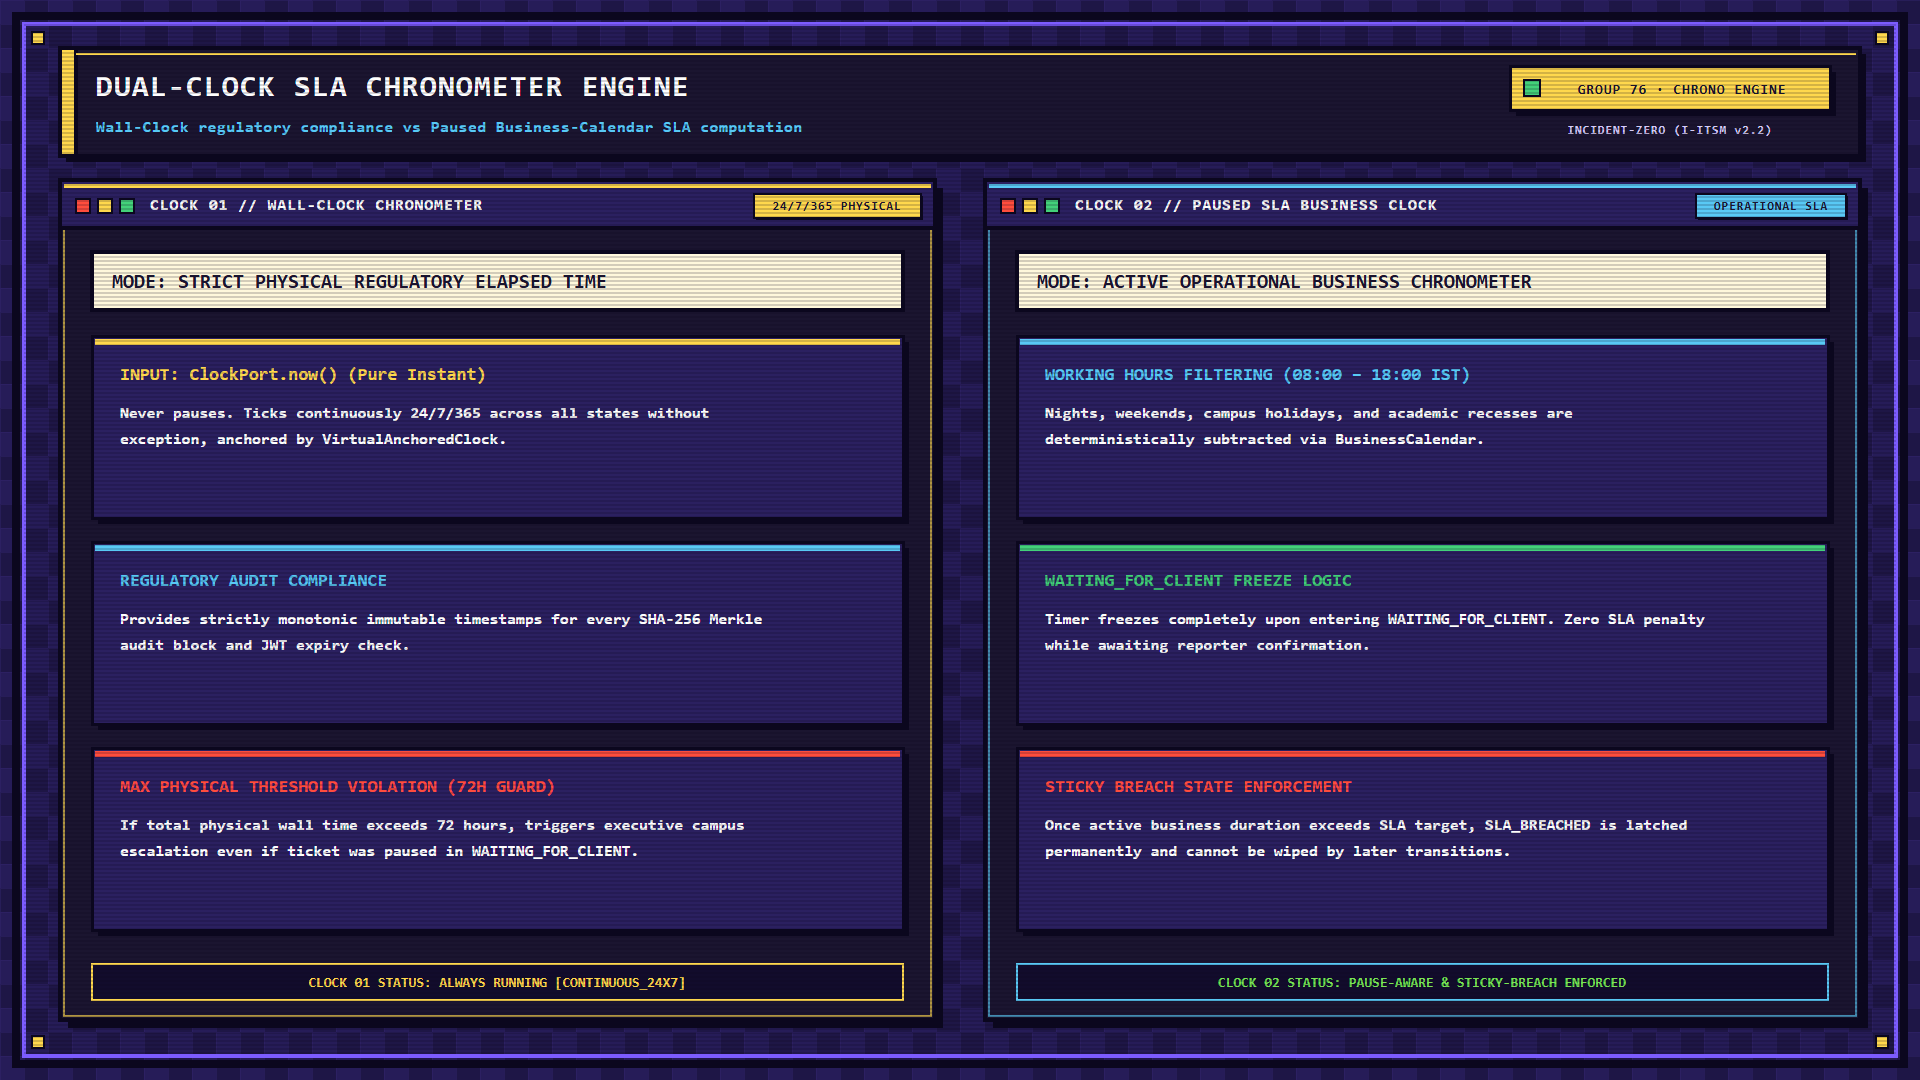 DUAL-CLOCK SLA CHRONOMETER ENGINE
Wall-Clock regulatory compliance vs Paused Business-Calendar SLA computation
GROUP 76 · CHRONO ENGINE
INCIDENT-ZERO (I-ITSM v2.2)
CLOCK 01 // WALL-CLOCK CHRONOMETER
24/7/365 PHYSICAL
MODE: STRICT PHYSICAL REGULATORY ELAPSED TIME
INPUT: ClockPort.now() (Pure Instant)
Never pauses. Ticks continuously 24/7/365 across all states without
exception, anchored by VirtualAnchoredClock.
REGULATORY AUDIT COMPLIANCE
Provides strictly monotonic immutable timestamps for every SHA-256 Merkle
audit block and JWT expiry check.
MAX PHYSICAL THRESHOLD VIOLATION (72H GUARD)
If total physical wall time exceeds 72 hours, triggers executive campus
escalation even if ticket was paused in WAITING_FOR_CLIENT.
CLOCK 01 STATUS: ALWAYS RUNNING [CONTINUOUS_24X7]
CLOCK 02 // PAUSED SLA BUSINESS CLOCK
OPERATIONAL SLA
MODE: ACTIVE OPERATIONAL BUSINESS CHRONOMETER
WORKING HOURS FILTERING (08:00 – 18:00 IST)
Nights, weekends, campus holidays, and academic recesses are
deterministically subtracted via BusinessCalendar.
WAITING_FOR_CLIENT FREEZE LOGIC
Timer freezes completely upon entering WAITING_FOR_CLIENT. Zero SLA penalty
while awaiting reporter confirmation.
STICKY BREACH STATE ENFORCEMENT
Once active business duration exceeds SLA target, SLA_BREACHED is latched
permanently and cannot be wiped by later transitions.
CLOCK 02 STATUS: PAUSE-AWARE & STICKY-BREACH ENFORCED